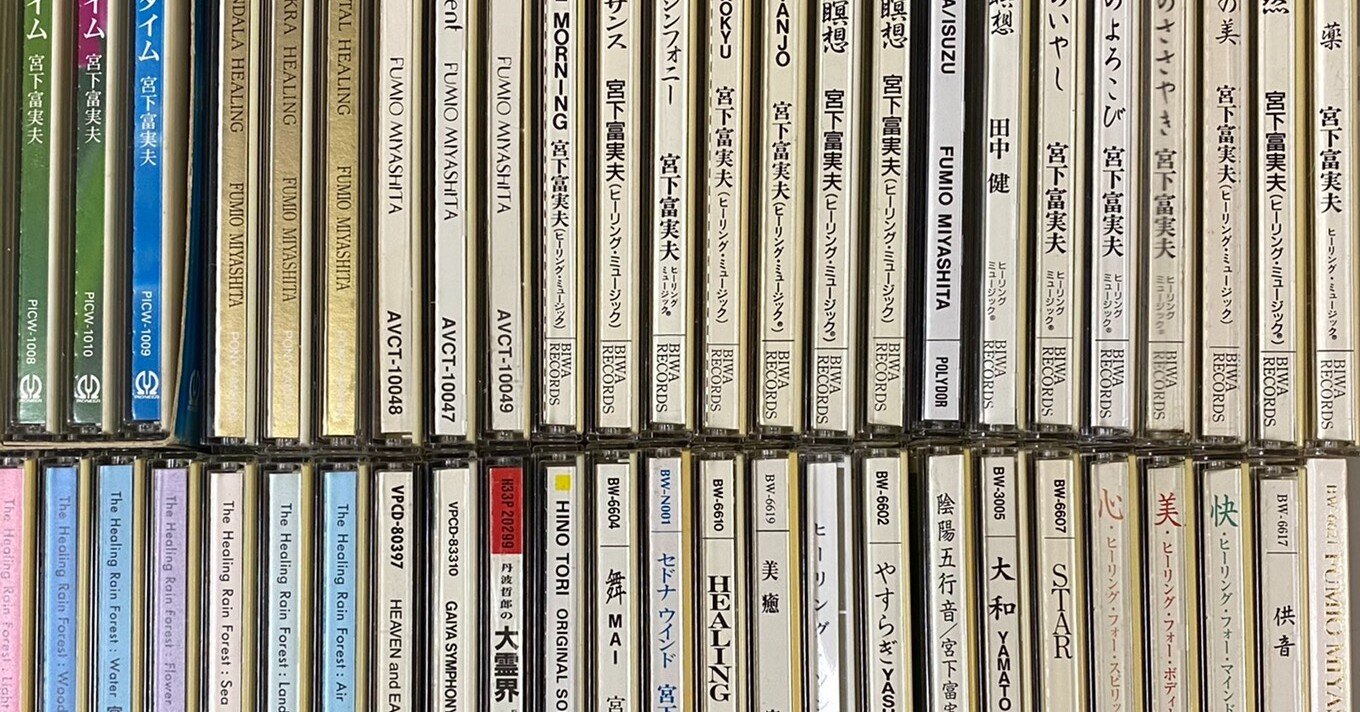 イム 宮下富実夫 PICW-1008 PIONEER
イム 宮下富実夫 PICW-1010 PIONEER
タイム 宮下富実夫 PICW-1009 PIONEER
NDALA HEALING FUMIO MIYASHITA
KRA HEALING FUMIO MIYASHITA
TAL HEALING FUMIO MIYASHITA
FUMIO MIYASHITA AVCT-10048
ent FUMIO MIYASHITA AVCT-10047
FUMIO MIYASHITA AVCT-10049
MORNING 宮下富実夫(ヒーリング・ミュージック) BIWA RECORDS
サンス 宮下富実夫(ヒーリング・ミュージック) BIWA RECORDS
シンフォニー 宮下富実夫 ヒーリング ミュージック® BIWA RECORDS
OKYU 宮下富実夫(ヒーリング・ミュージック) BIWA RECORDS
ANJO 宮下富実夫(ヒーリング・ミュージック®) BIWA RECORDS
瞑想 宮下富実夫(ヒーリング・ミュージック®) BIWA RECORDS
瞑想 宮下富実夫(ヒーリング・ミュージック) BIWA RECORDS
A/ISUZU FUMIO MIYASHITA POLYDOR
想 田中 健 ヒーリング ミュージック® BIWA RECORDS
のいやし 宮下富実夫 ヒーリング ミュージック® BIWA RECORDS
のよろこび 宮下富実夫 ヒーリング ミュージック® BIWA RECORDS
のささやき 宮下富実夫 ヒーリング ミュージック® BIWA RECORDS
の美 宮下富実夫(ヒーリング・ミュージック®) BIWA RECORDS
然 宮下富実夫(ヒーリング・ミュージック®) BIWA RECORDS
薬 宮下富実夫 ヒーリング・ミュージック® BIWA RECORDS
The Healing Rain Forest : Light
The Healing Rain Forest : Wood
The Healing Rain Forest : Water 宮
The Healing Rain Forest : Flower
The Healing Rain Forest : Sea
The Healing Rain Forest : Land
The Healing Rain Forest : Air
VPCD-80397 HEAVEN and EA
VPCD-83310 GAIYA SYMPHONY
H33P 20299 丹波哲郎の 大霊界
HINO TORI ORIGINAL SO
BW-6604 舞 MAI 宮
BW-N001 セドナ ウインド 宮下
BW-6610 HEALING
BW-6619 美癒
ヒーリング
BW-6602 やすらぎ YASU
陰陽五行音/宮下富実
BW-3005 大和 YAMATO
BW-6607 STAR
心・ヒーリング・フォー・スピリッ
美・ヒーリング・フォー・ボディ
快・ヒーリング・フォー・マインド
BW-6617 供音
FUMIO MIYAS